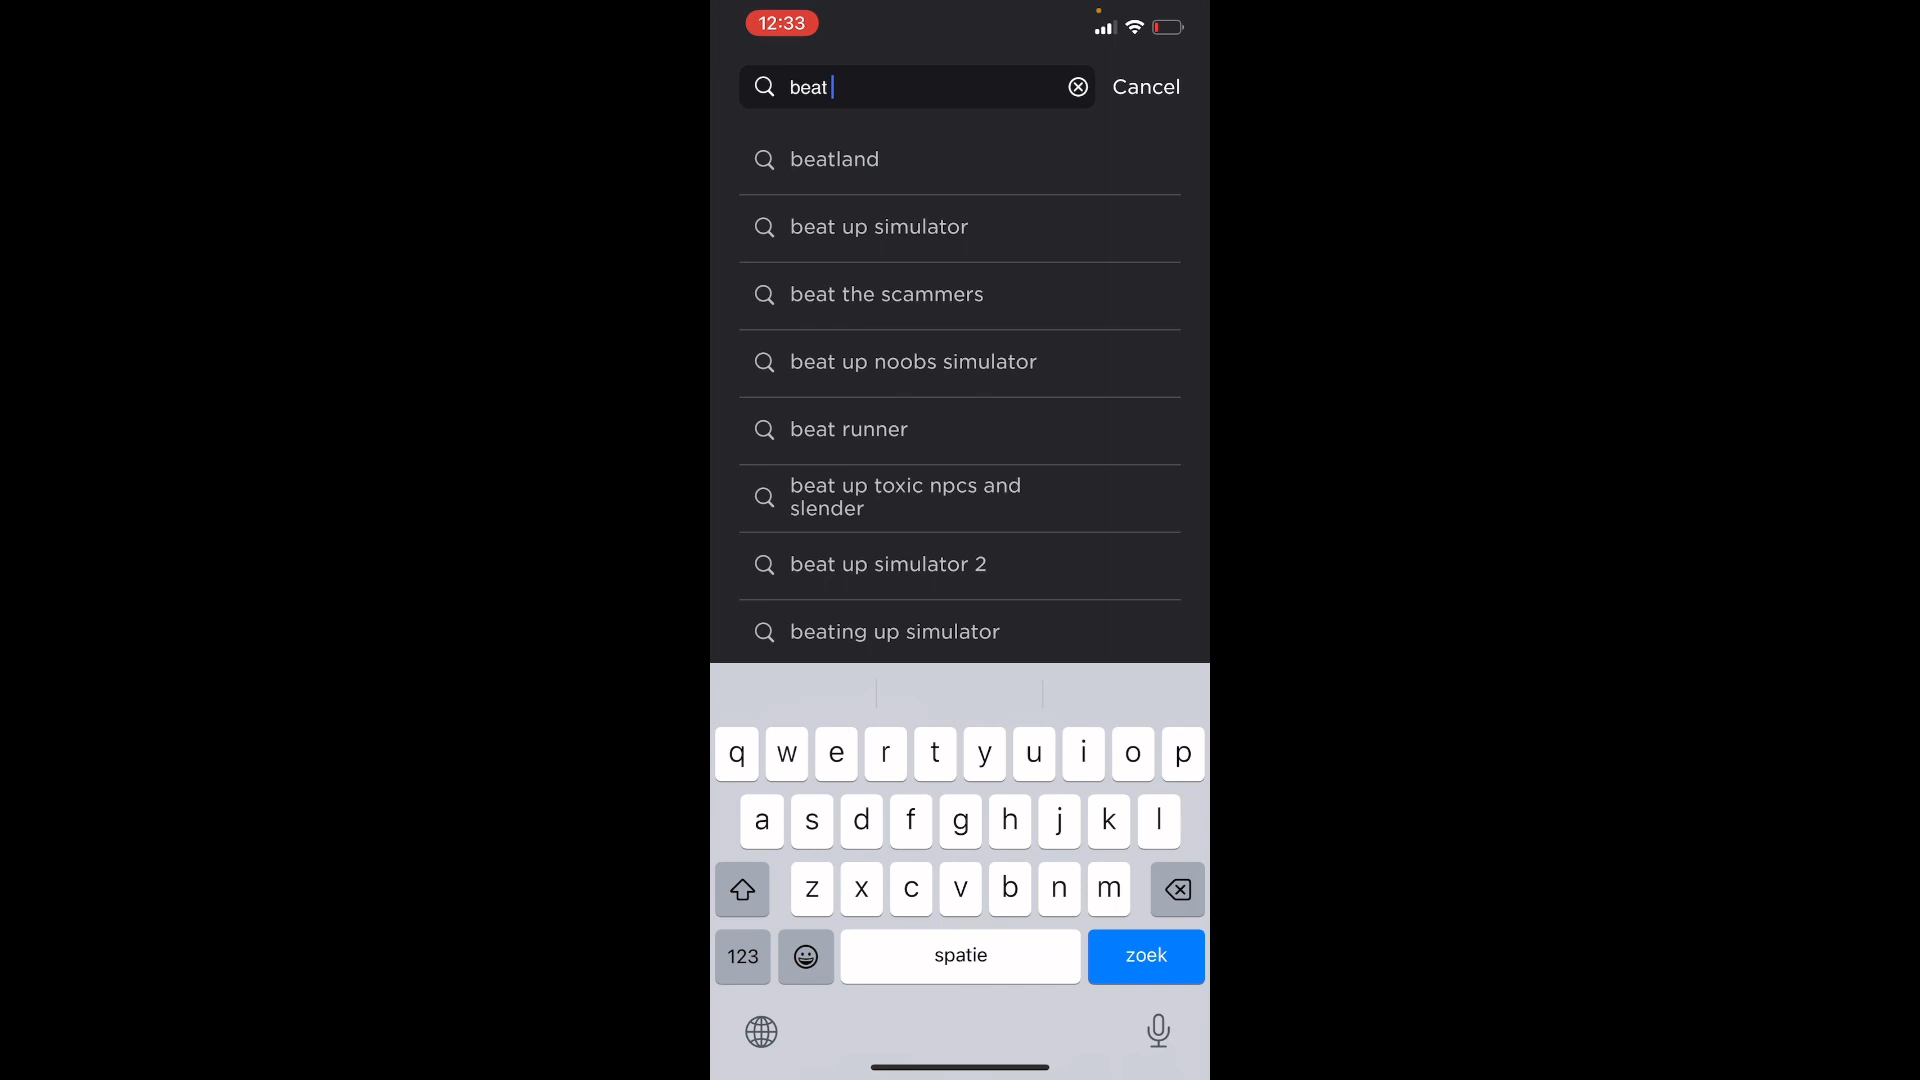 12:33
beat
Cancel
beatland
beat up simulator
beat the scammers
beat up noobs simulator
beat runner
beat up toxic npcs and
slender
beat up simulator 2
beating up simulator
q w e r t y u i o p
a s d f g h j k l
z x c v b n m
123 spatie zoek